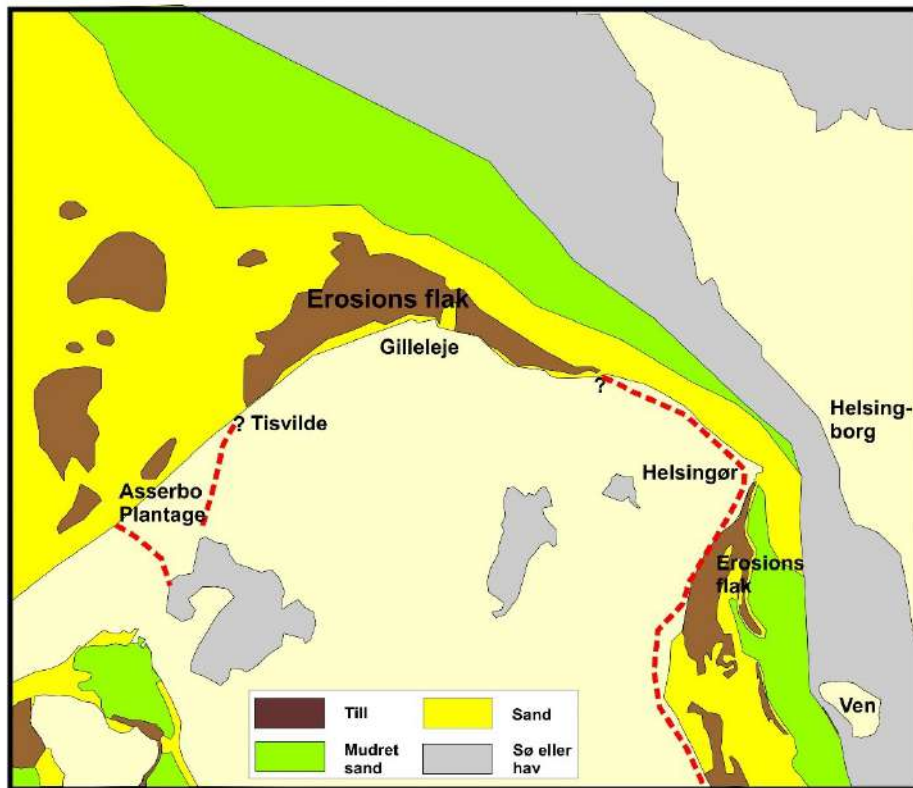 Erosions flak
Gilleleje
?
? Tisvilde
Helsing-
borg
Helsingør
Asserbo
Plantage
Erosions
flak
Ven
Till
Sand
Mudret
sand
Sø eller
hav